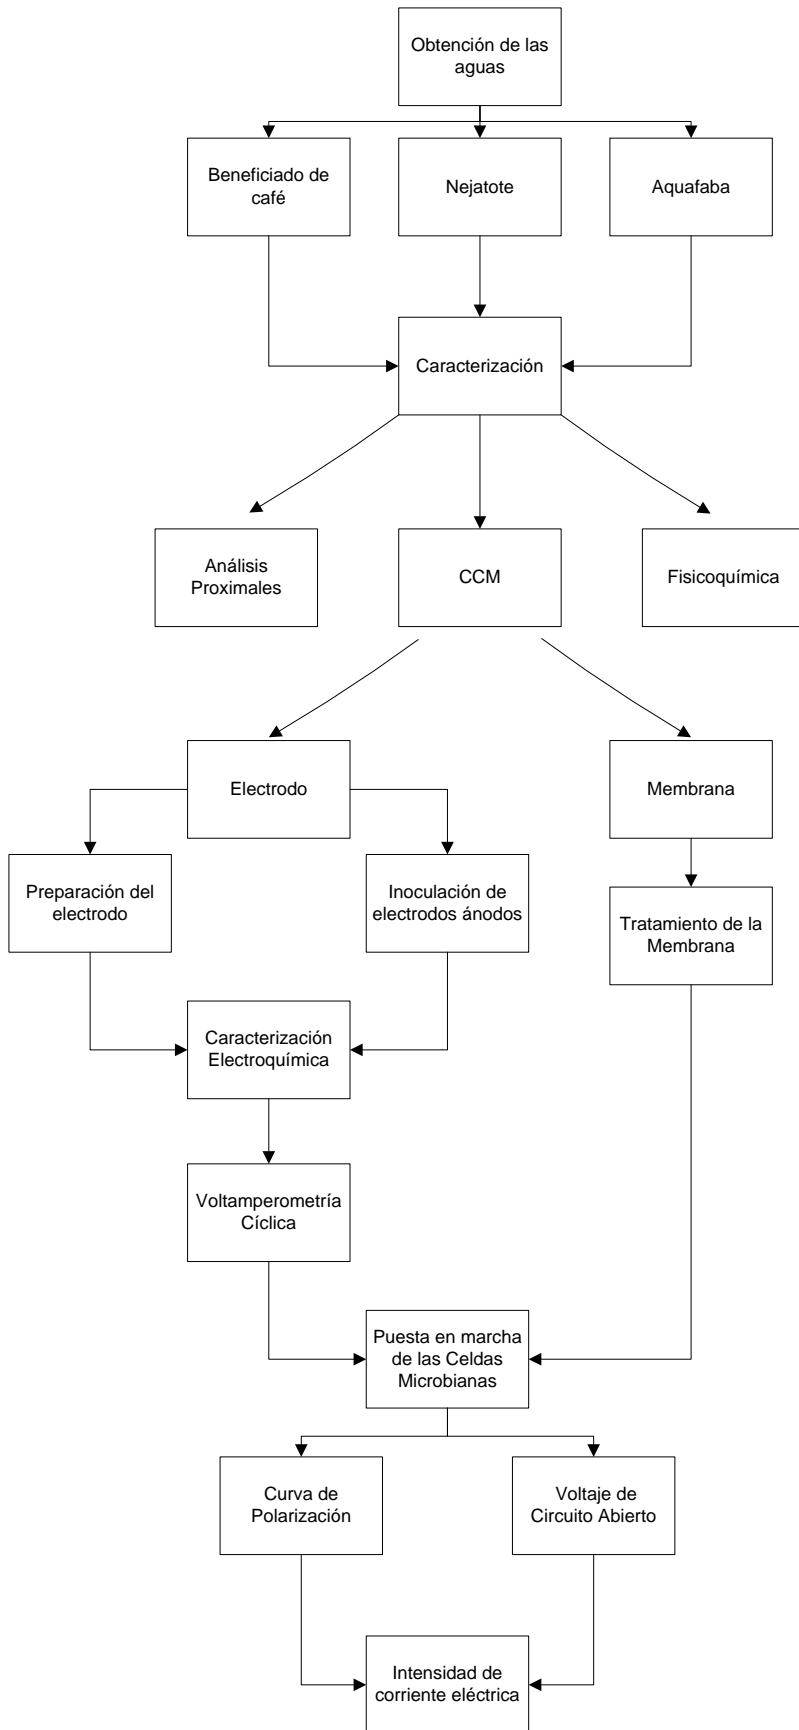 Obtención de las
aguas
Beneficiado de
café
Nejatote
Aquafaba
Caracterización
Análisis
Proximales
CCM
Fisicoquímica
Electrodo
Membrana
Preparación del
electrodo
Inoculación de
electrodos ánodos
Tratamiento de la
Membrana
Caracterización
Electroquímica
Voltamperometría
Cíclica
Puesta en marcha
de las Celdas
Microbianas
Curva de
Polarización
Voltaje de
Circuito Abierto
Intensidad de
corriente eléctrica